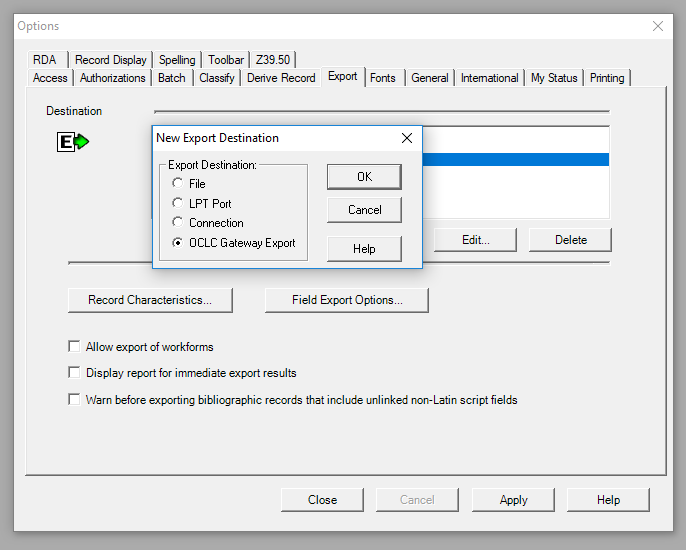 Options
RDA Record Display Spelling Toolbar Z39.50
Access Authorizations Batch Classify Derive Record Export Fonts General International My Status Printing
Destination
E
New Export Destination
Export Destination:
File
LPT Port
Connection
OCLC Gateway Export
OK
Cancel
Help
Edit... Delete
Record Characteristics... Field Export Options...
Allow export of workforms
Display report for immediate export results
Warn before exporting bibliographic records that include unlinked non-Latin script fields
Close Cancel Apply Help